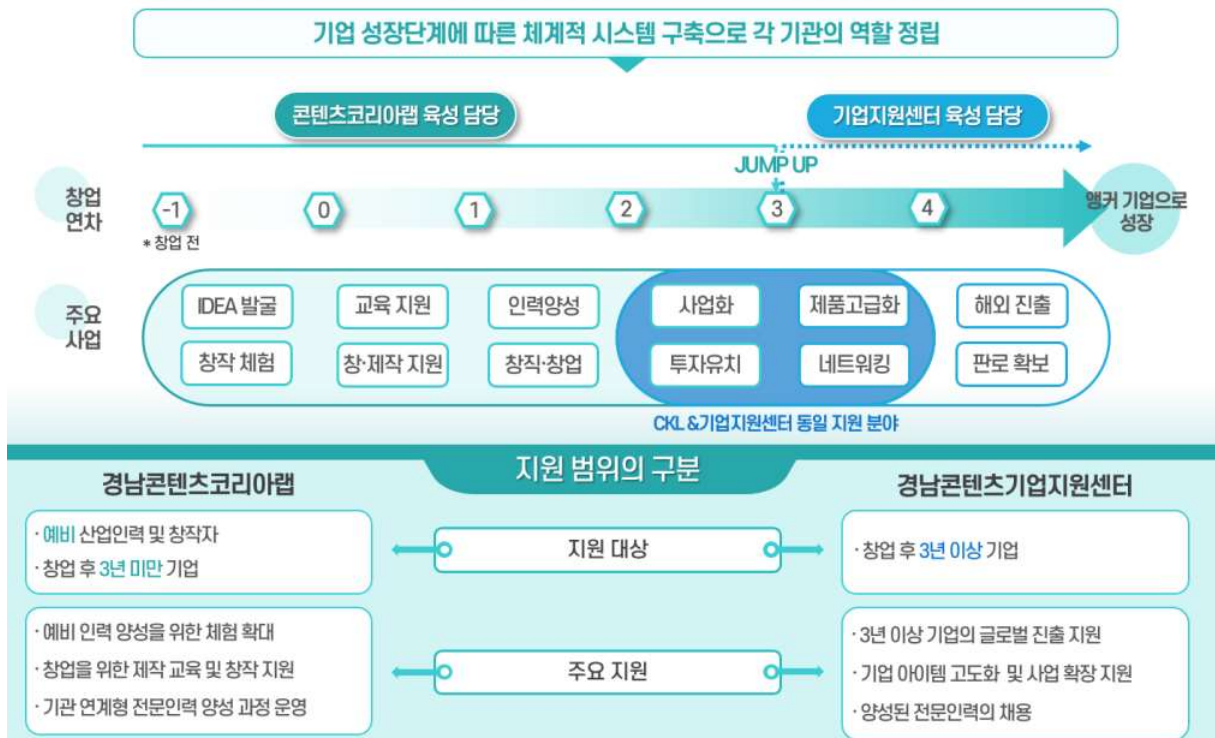 기업 성장단계에 따른 체계적 시스템 구축으로 각 기관의 역할 정립
콘텐츠코리아랩 육성 담당
기업지원센터 육성 담당
JUMP UP
창업
연차
-1
0
1
2
3
4
앵커 기업으로
성장
* 창업 전
주요
사업
IDEA 발굴
교육 지원
인력양성
사업화
제품고급화
해외 진출
창작 체험
창·제작 지원
창직·창업
투자유치
네트워킹
판로 확보
CKL &기업지원센터 동일 지원 분야
지원 범위의 구분
경남콘텐츠코리아랩
경남콘텐츠기업지원센터
· 예비 산업인력 및 창작자
· 창업 후 3년 미만 기업
지원 대상
· 창업 후 3년 이상 기업
· 예비 인력 양성을 위한 체험 확대
· 창업을 위한 제작 교육 및 창작 지원
· 기관 연계형 전문인력 양성 과정 운영
주요 지원
· 3년 이상 기업의 글로벌 진출 지원
· 기업 아이템 고도화 및 사업 확장 지원
· 양성된 전문인력의 채용